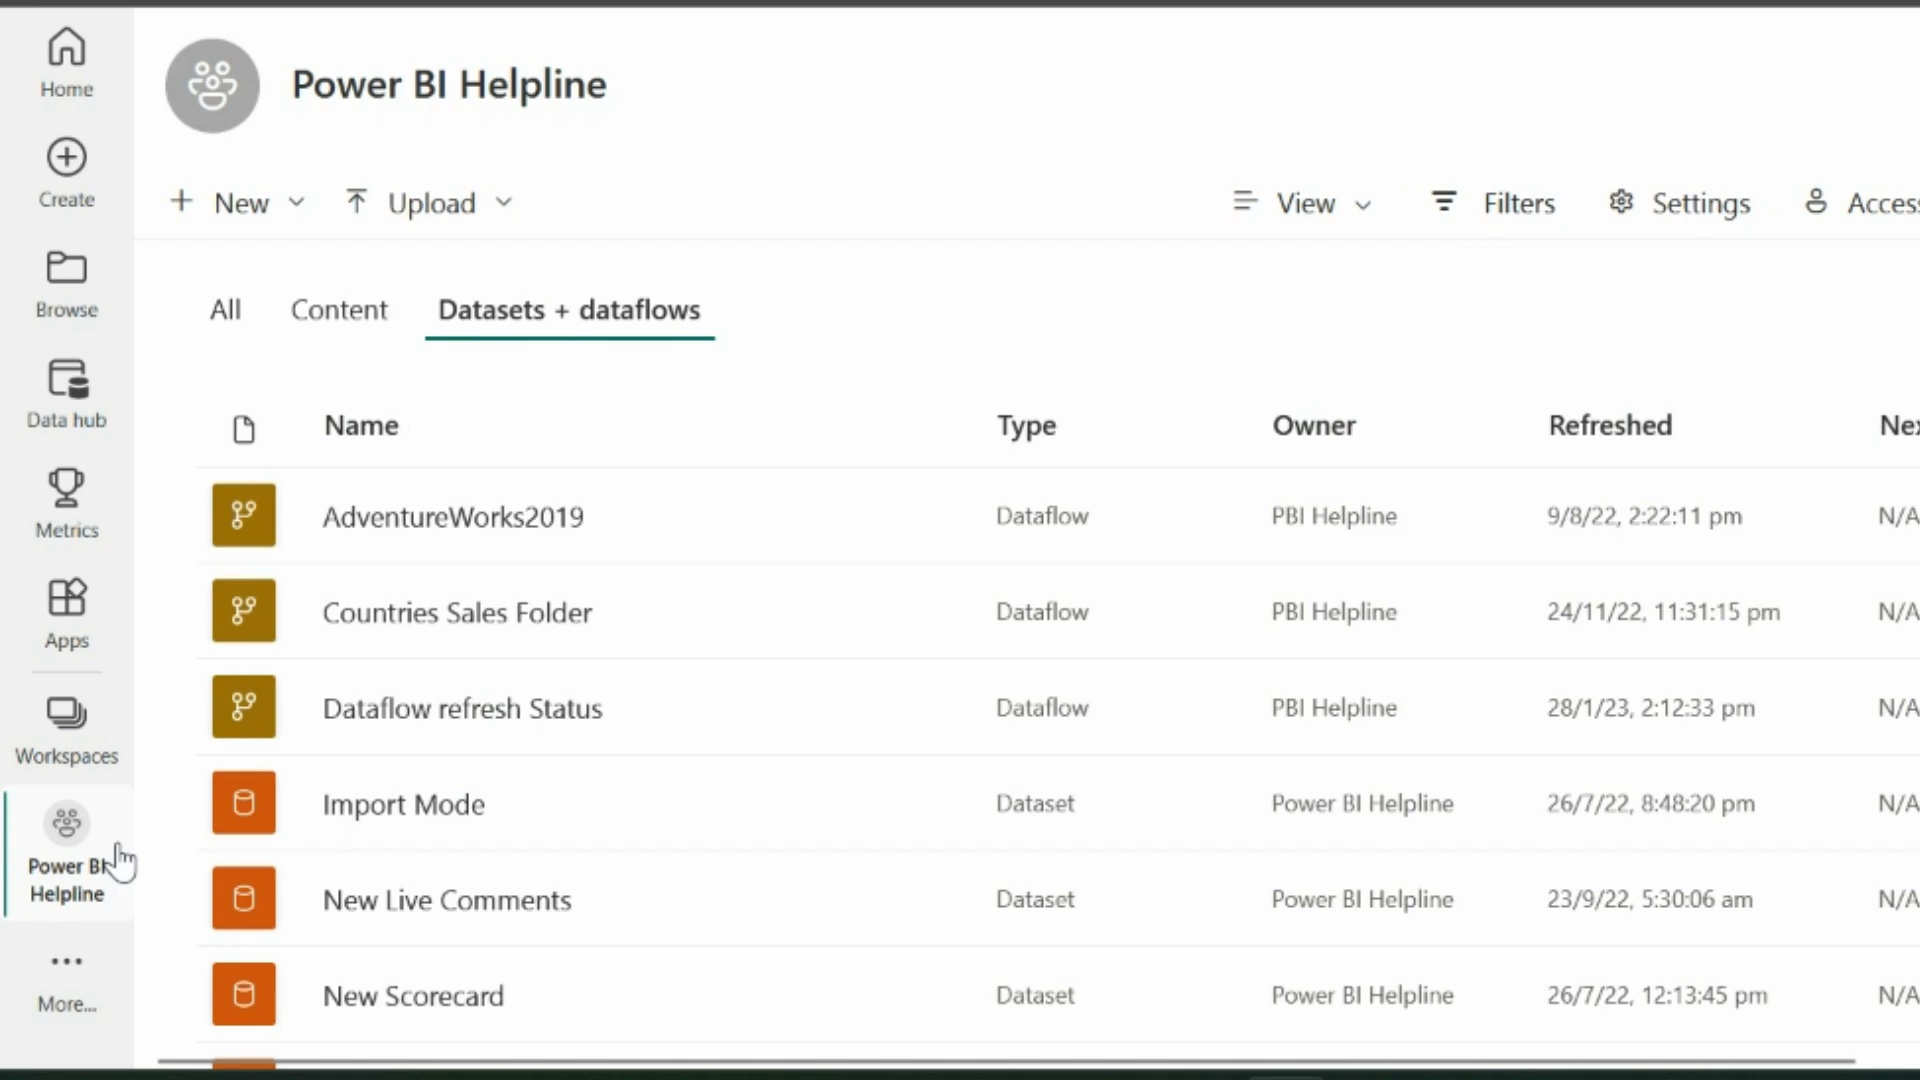 Home
Create
Browse
Data hub
Metrics
Apps
Workspaces
Power BI
Helpline
More...
Power BI Helpline
New
Upload
View
Filters
Settings
Acces
All
Content
Datasets + dataflows
Name Type Owner Refreshed Nex
AdventureWorks2019 Dataflow PBI Helpline 9/8/22, 2:22:11 pm N/A
Countries Sales Folder Dataflow PBI Helpline 24/11/22, 11:31:15 pm N/A
Dataflow refresh Status Dataflow PBI Helpline 28/1/23, 2:12:33 pm N/A
Import Mode Dataset Power BI Helpline 26/7/22, 8:48:20 pm N/A
New Live Comments Dataset Power BI Helpline 23/9/22, 5:30:06 am N/A
New Scorecard Dataset Power BI Helpline 26/7/22, 12:13:45 pm N/A